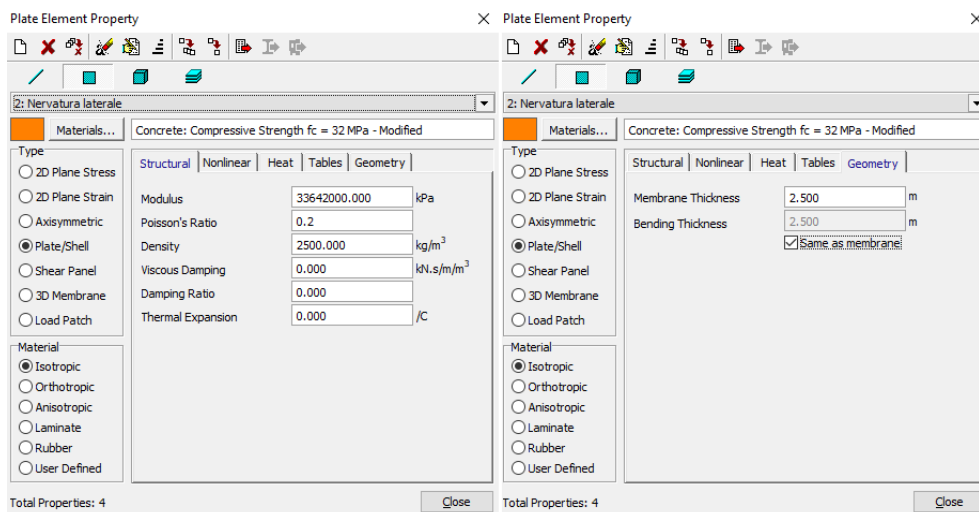 Plate Element Property
2: Nervatura laterale
Materials...
Concrete: Compressive Strength fc = 32 MPa - Modified
Type
2D Plane Stress
2D Plane Strain
Axisymmetric
Plate/Shell
Shear Panel
3D Membrane
Load Patch
Material
Isotropic
Orthotropic
Anisotropic
Laminate
Rubber
User Defined
Structural Nonlinear Heat Tables Geometry
Modulus 33642000.000 kPa
Poisson's Ratio 0.2
Density 2500.000 kg/m³
Viscous Damping 0.000 kN.s/m/m³
Damping Ratio 0.000
Thermal Expansion 0.000 /C
Total Properties: 4
Close
Plate Element Property
2: Nervatura laterale
Materials...
Concrete: Compressive Strength fc = 32 MPa - Modified
Type
2D Plane Stress
2D Plane Strain
Axisymmetric
Plate/Shell
Shear Panel
3D Membrane
Load Patch
Material
Isotropic
Orthotropic
Anisotropic
Laminate
Rubber
User Defined
Structural Nonlinear Heat Tables Geometry
Membrane Thickness 2.500 m
Bending Thickness 2.500 m
Same as membrane
Total Properties: 4
Close